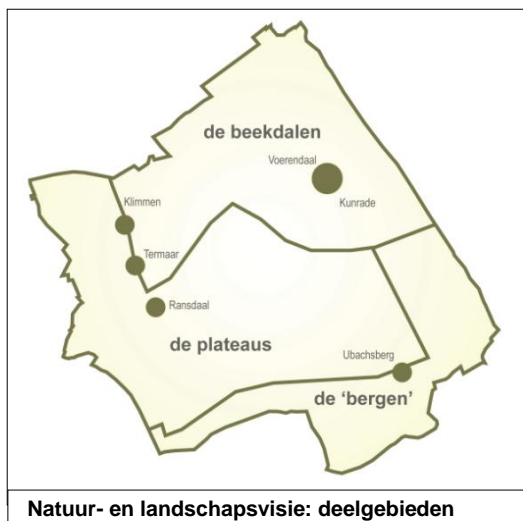 de beekdalen
Voerendaal
Kunrade
Klimmen
Termaar
Ransdaal
de plateaus
Ubachsberg
de ‘bergen’
Natuur- en landschapsvisie: deelgebieden